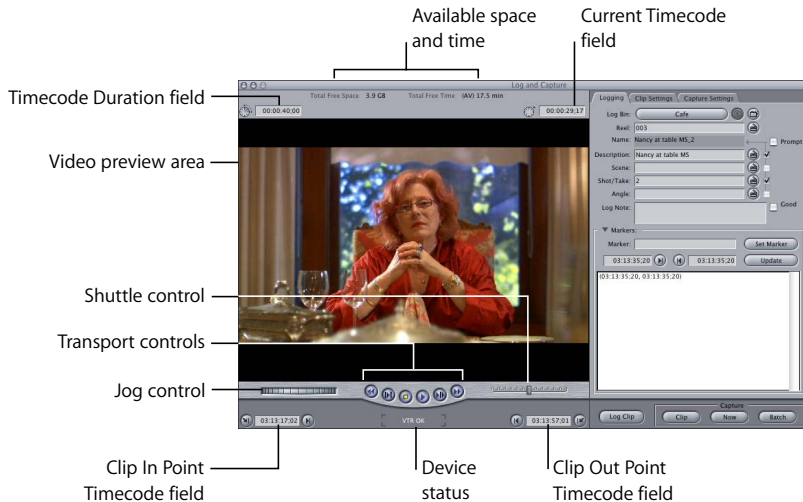 Available space
and time
Current Timecode
field
Timecode Duration field
Video preview area
Shuttle control
Transport controls
Jog control
Clip In Point
Timecode field
Device
status
Clip Out Point
Timecode field
Log and Capture
Total Free Space 3.9 GB Total Free Time (AV) 17.5 min
00:00:40;00
00:00:29;17
03:13:17;02
VTR OK
03:13:57;01
Logging Clip Settings Capture Settings
Log Bin: Cafe
Reel: 003
Name: Nancy at table MS_2 Prompt
Description: Nancy at table MS
Scene:
Shot/Take: 2
Angle:
Log Note: Good
Markers:
Marker: Set Marker
03:13:35;20 03:13:35;20 Update
(03:13:35;20, 03:13:35;20)
Capture
Log Clip Clip Now Batch